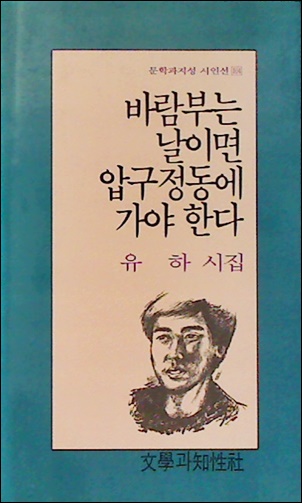 문학과지성 시인선
바람부는
날이면
압구정동에
가야 한다
유 하 시집
文學과知性社